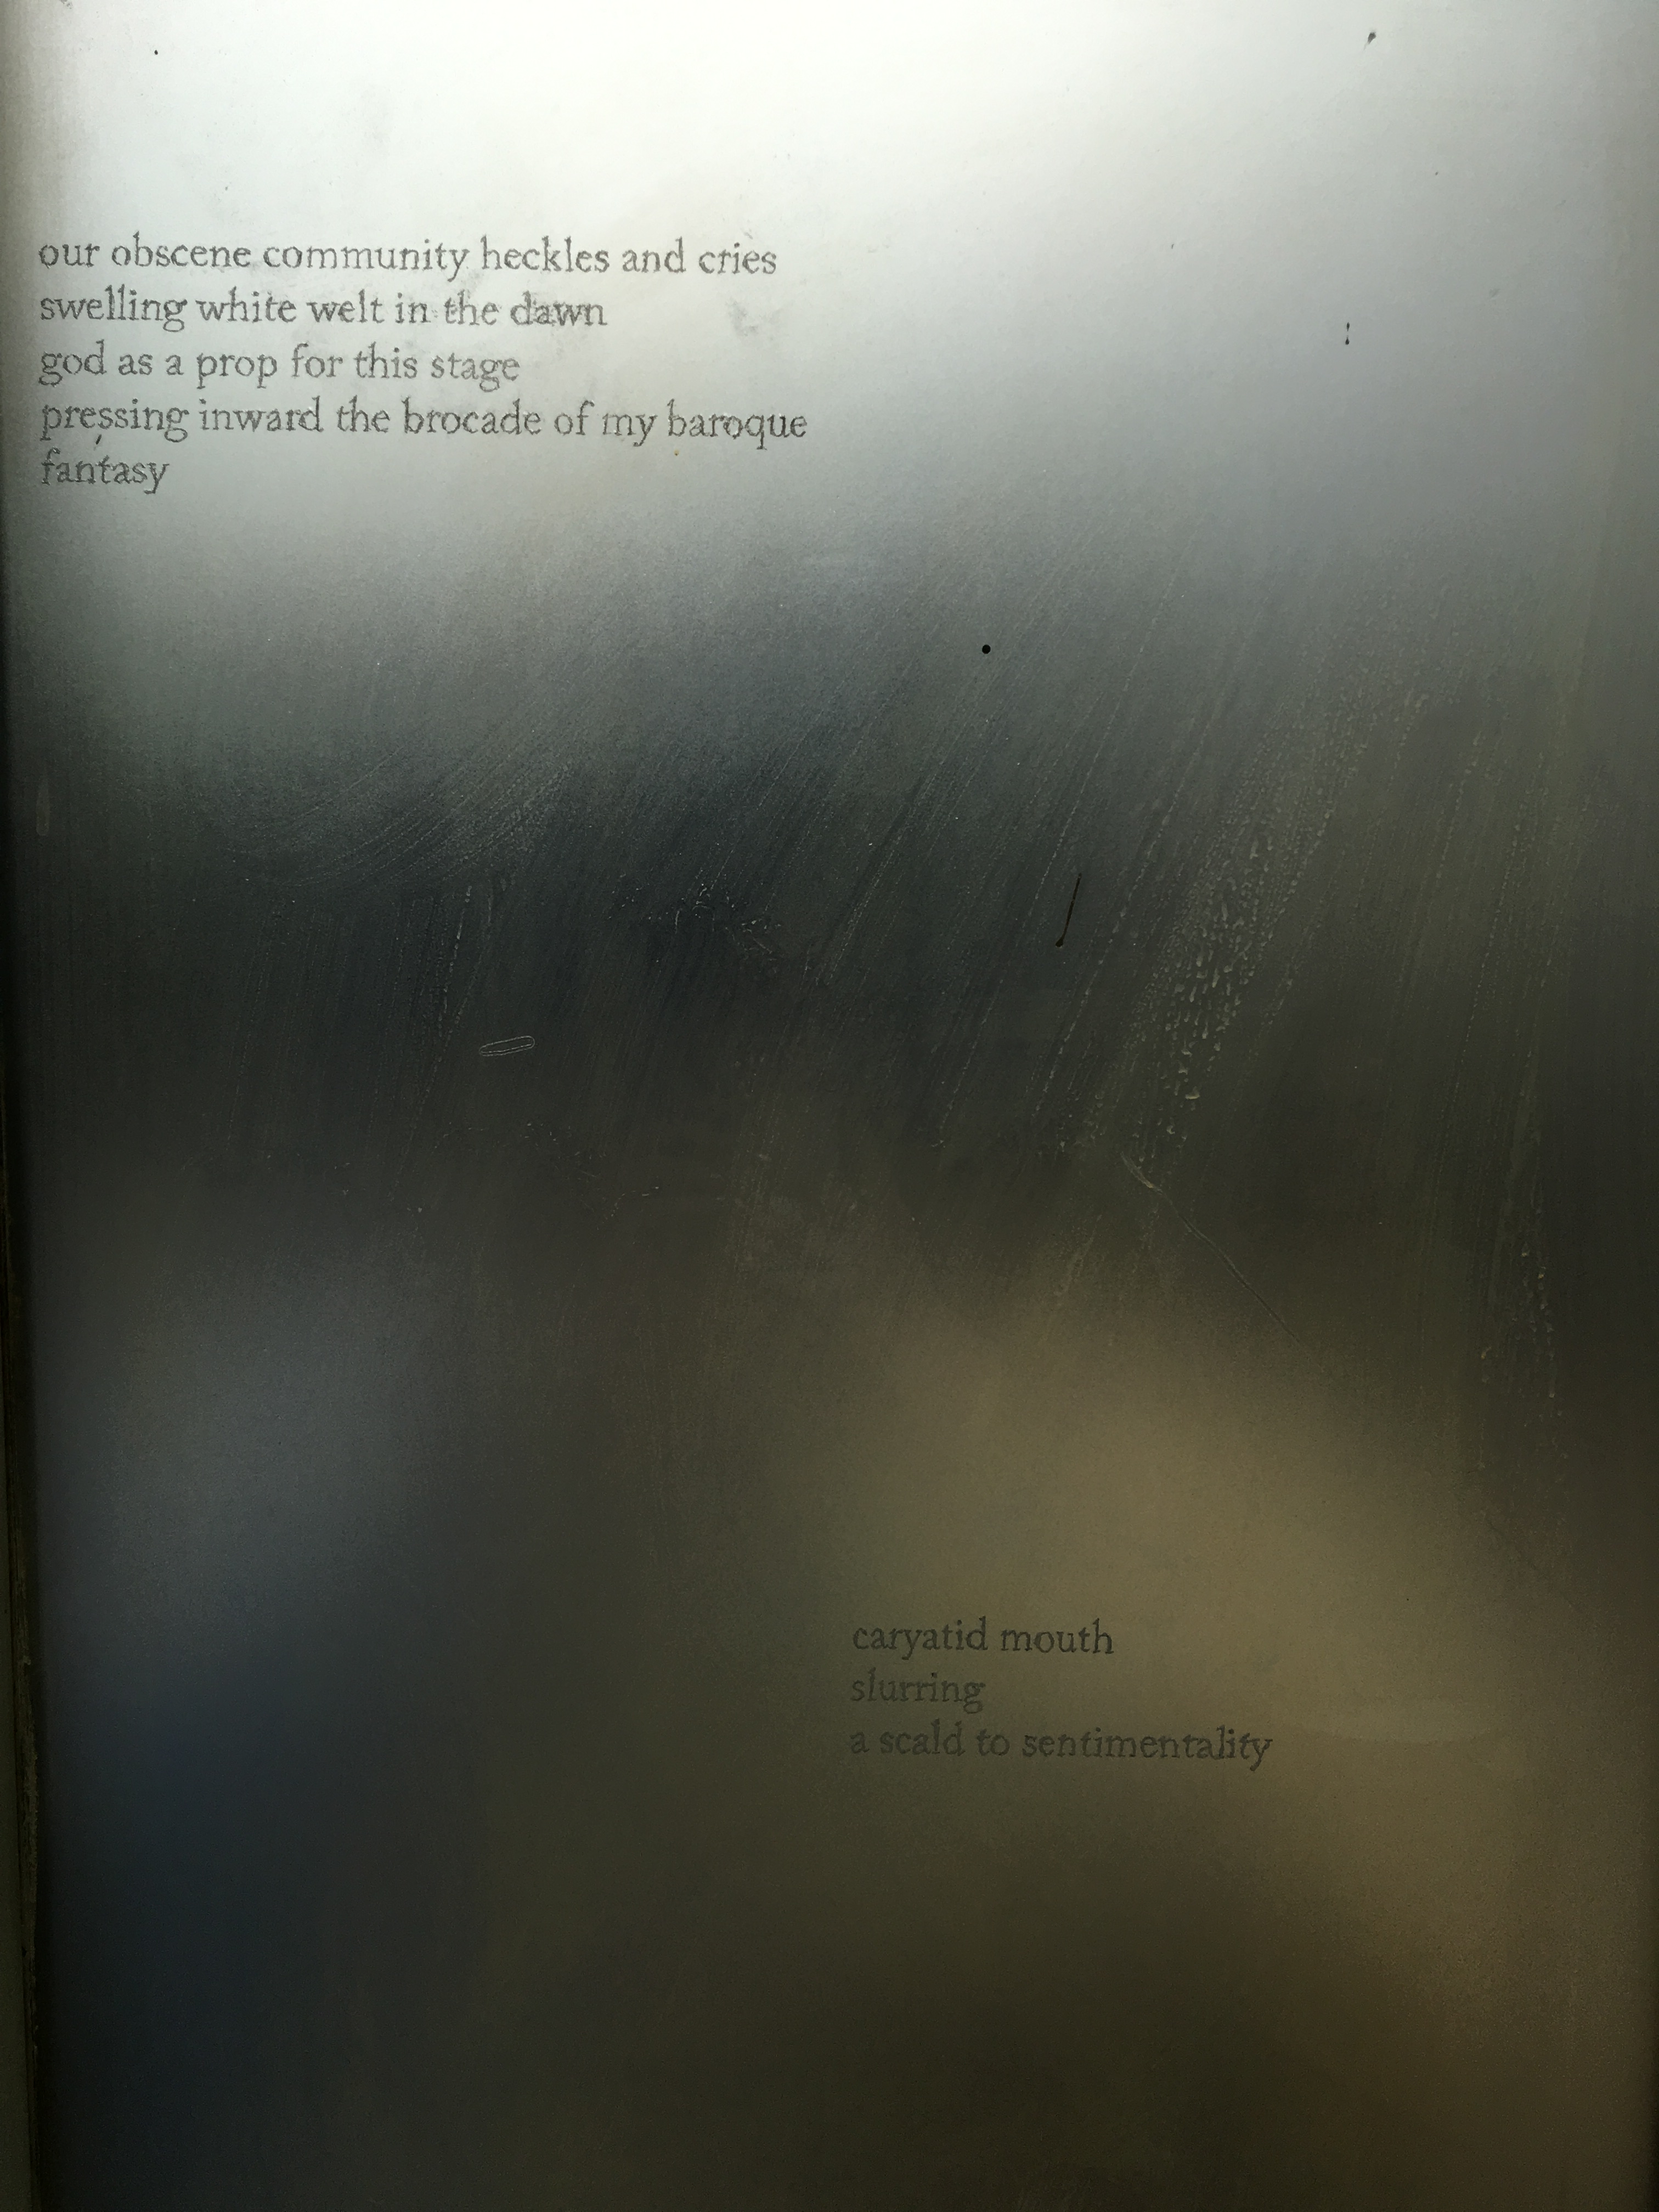 our obscene community heckles and cries
swelling white welt in the dawn
god as a prop for this stage
pressing inward the brocade of my baroque
fantasy
caryatid mouth
slurring
a scald to sentimentality